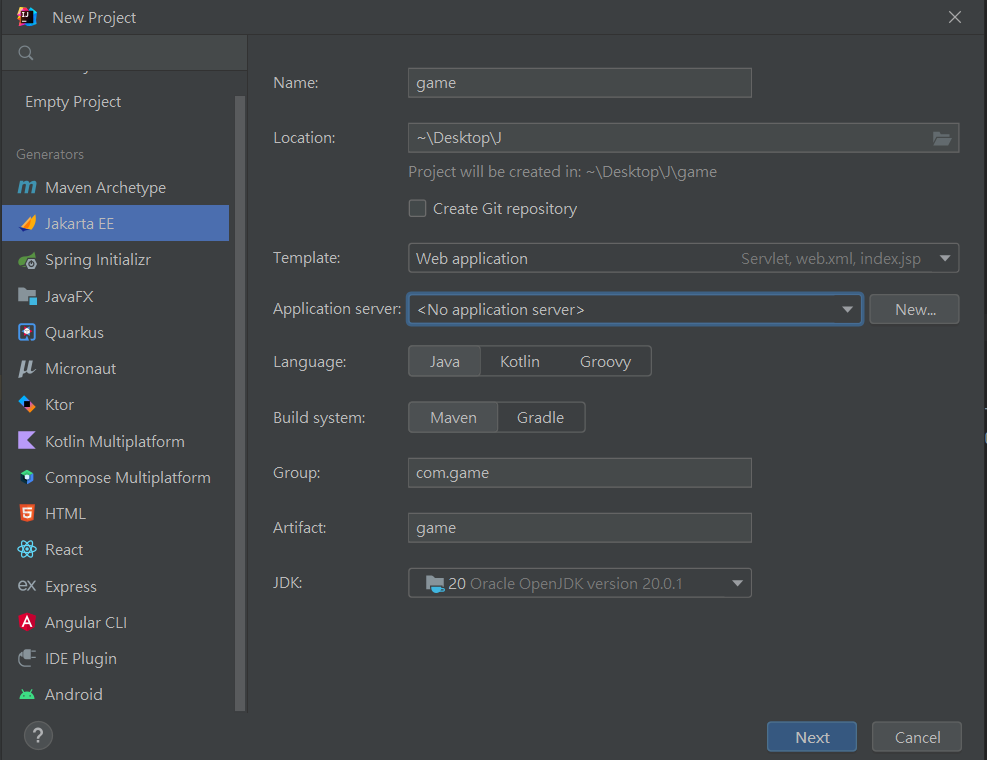 New Project
Empty Project
Generators
Maven Archetype
Jakarta EE
Spring Initializr
JavaFX
Quarkus
Micronaut
Ktor
Kotlin Multiplatform
Compose Multiplatform
HTML
React
Express
Angular CLI
IDE Plugin
Android
Name: game
Location: ~\Desktop\J
Project will be created in: ~\Desktop\J\game
Create Git repository
Template: Web application Servlet, web.xml, index.jsp
Application server: <No application server> New...
Language: Java Kotlin Groovy
Build system: Maven Gradle
Group: com.game
Artifact: game
JDK: 20 Oracle OpenJDK version 20.0.1
? Next Cancel